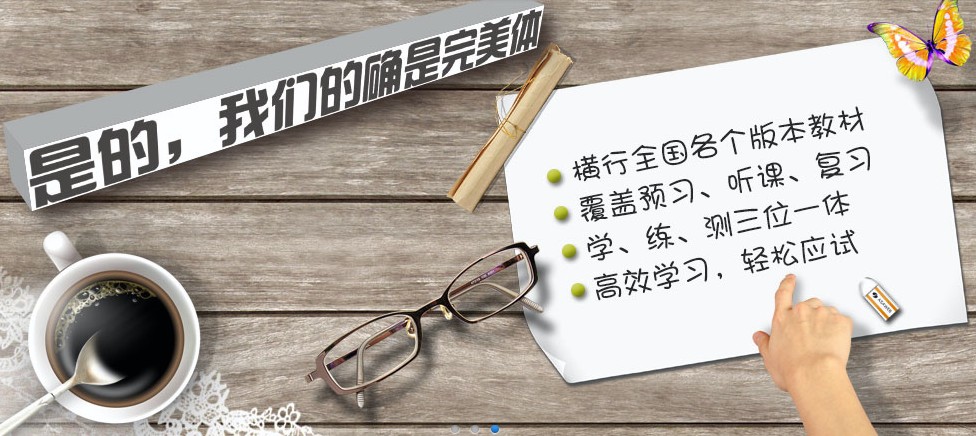 是的，我们的确是完美体
横行全国各个版本教材
覆盖预习、听课、复习
学、练、测三位一体
高效学习，轻松应试